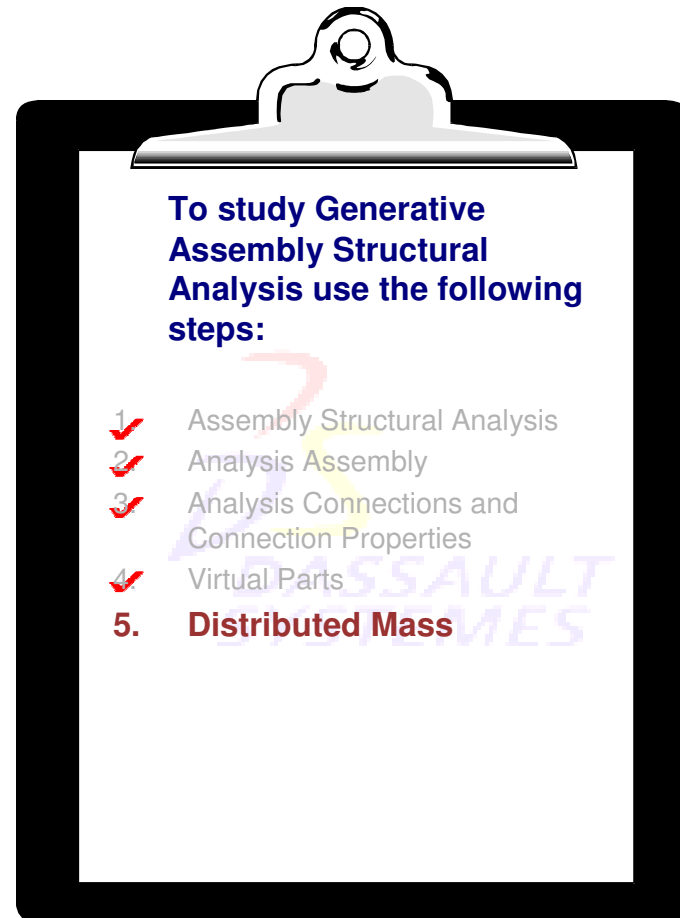 To study Generative
Assembly Structural
Analysis use the following
steps:
1. Assembly Structural Analysis
2. Analysis Assembly
3. Analysis Connections and
Connection Properties
4. Virtual Parts
5. Distributed Mass
DASSAULT
SYSTEMES